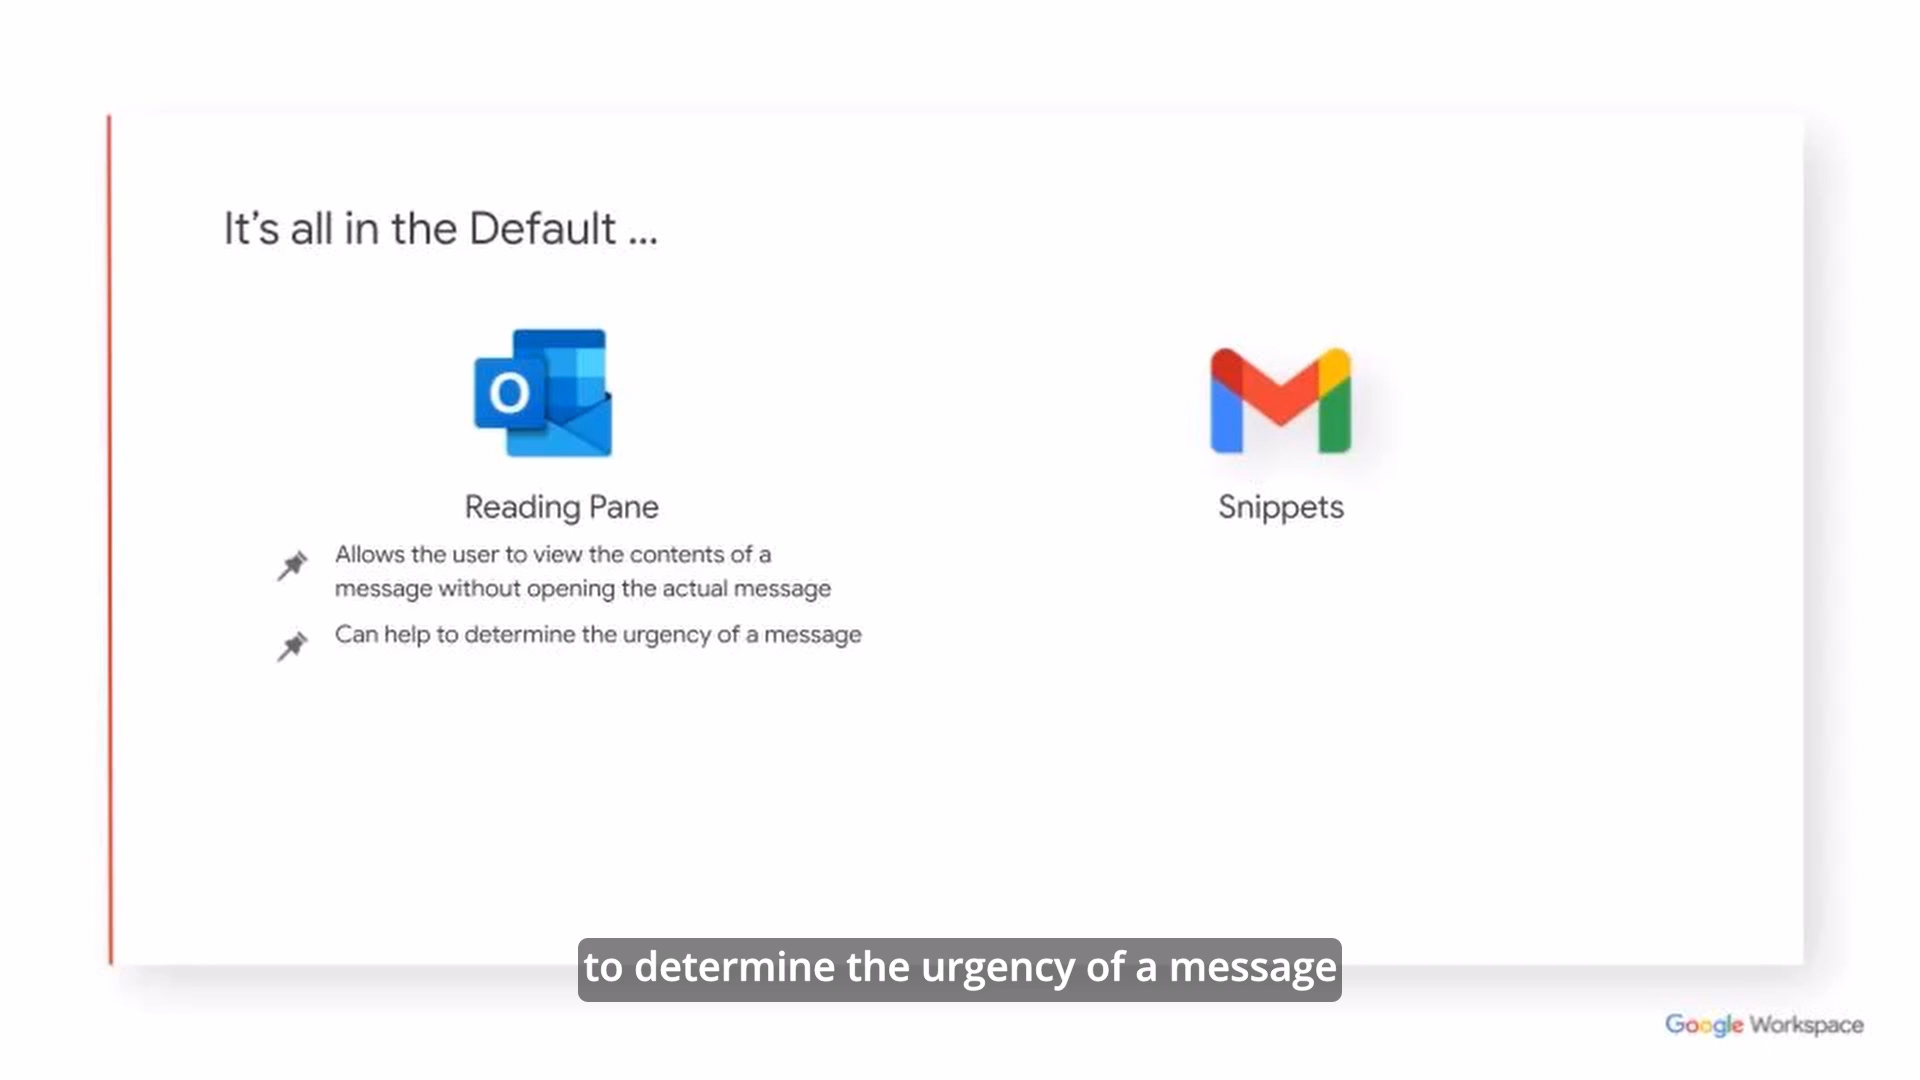 It's all in the Default ...
O
Reading Pane
Allows the user to view the contents of a
message without opening the actual message
Can help to determine the urgency of a message
Snippets
to determine the urgency of a message
Google Workspace